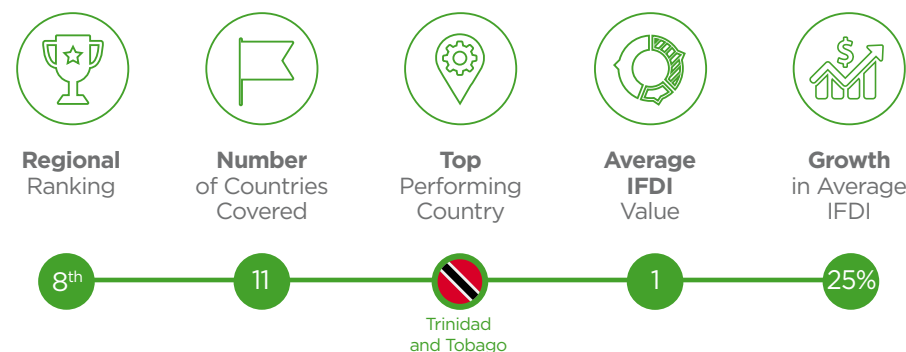 $
Regional
Ranking
Number
of Countries
Covered
Top
Performing
Country
Average
IFDI
Value
Growth
in Average
IFDI
8th
11
1
25%
Trinidad
and Tobago